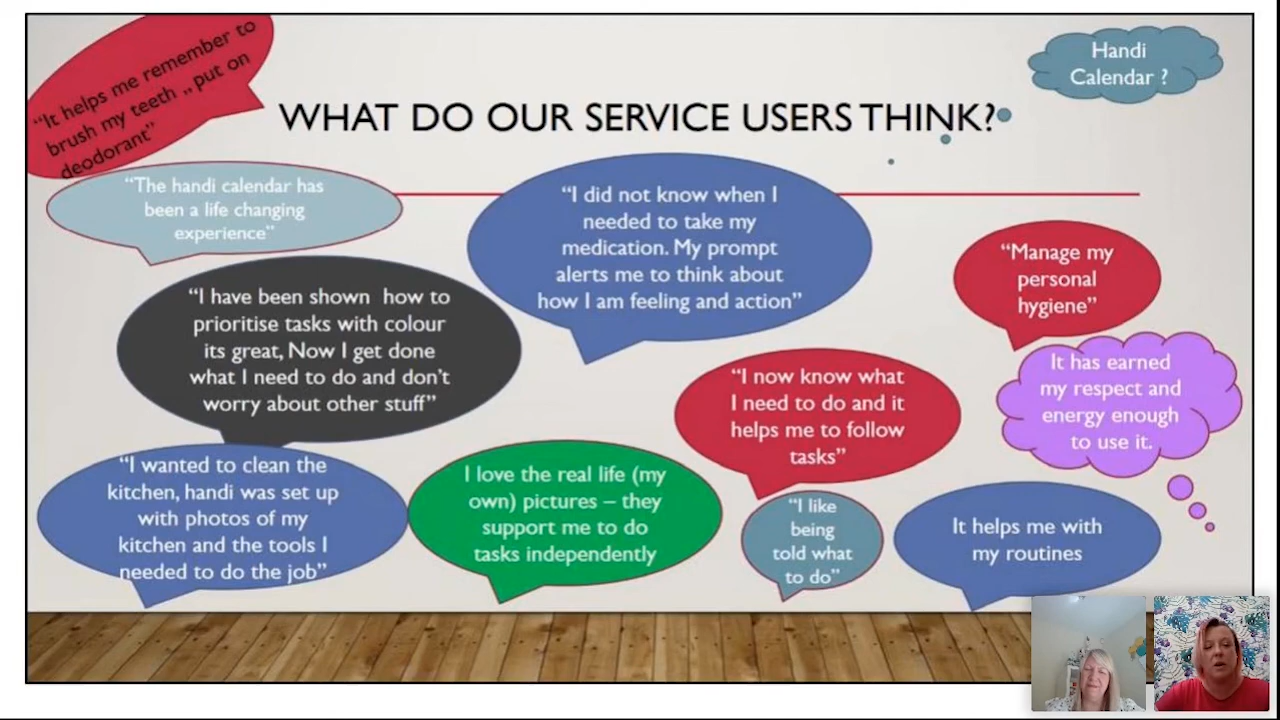 "It helps me remember to
brush my teeth .. put on
deodorant"
Handi
Calendar ?
WHAT DO OUR SERVICE USERS THINK?
"The handi calendar has
been a life changing
experience"
"I did not know when I
needed to take my
medication. My prompt
alerts me to think about
how I am feeling and action"
"Manage my
personal
hygiene"
"I have been shown  how to
prioritise tasks with colour
its great, Now I get done
what I need to do and don't
worry about other stuff"
"I now know what
I need to do and it
helps me to follow
tasks"
It has earned
my respect and
energy enough
to use it.
"I wanted to clean the
kitchen, handi was set up
with photos of my
kitchen and the tools I
needed to do the job"
I love the real life (my
own) pictures – they
support me to do
tasks independently
"I like
being
told what
to do"
It helps me with
my routines